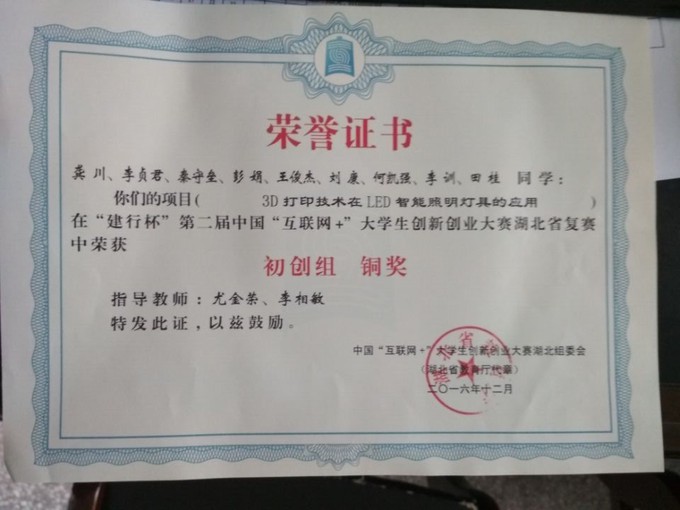 荣誉证书
龚川、李贞君、秦守垒、彭娟、王俊杰、刘康、何凯强、李训、田桂 同学：
你们的项目( 3D打印技术在LED智能照明灯具的应用 )
在“建行杯”第二届中国“互联网+”大学生创新创业大赛湖北省复赛
中荣获
初创组 铜奖
指导教师：尤金荣、李相敏
特发此证，以兹鼓励。
中国“互联网+”大学生创新创业大赛湖北组委会
(湖北省教育厅代章)
二〇一六年十二月